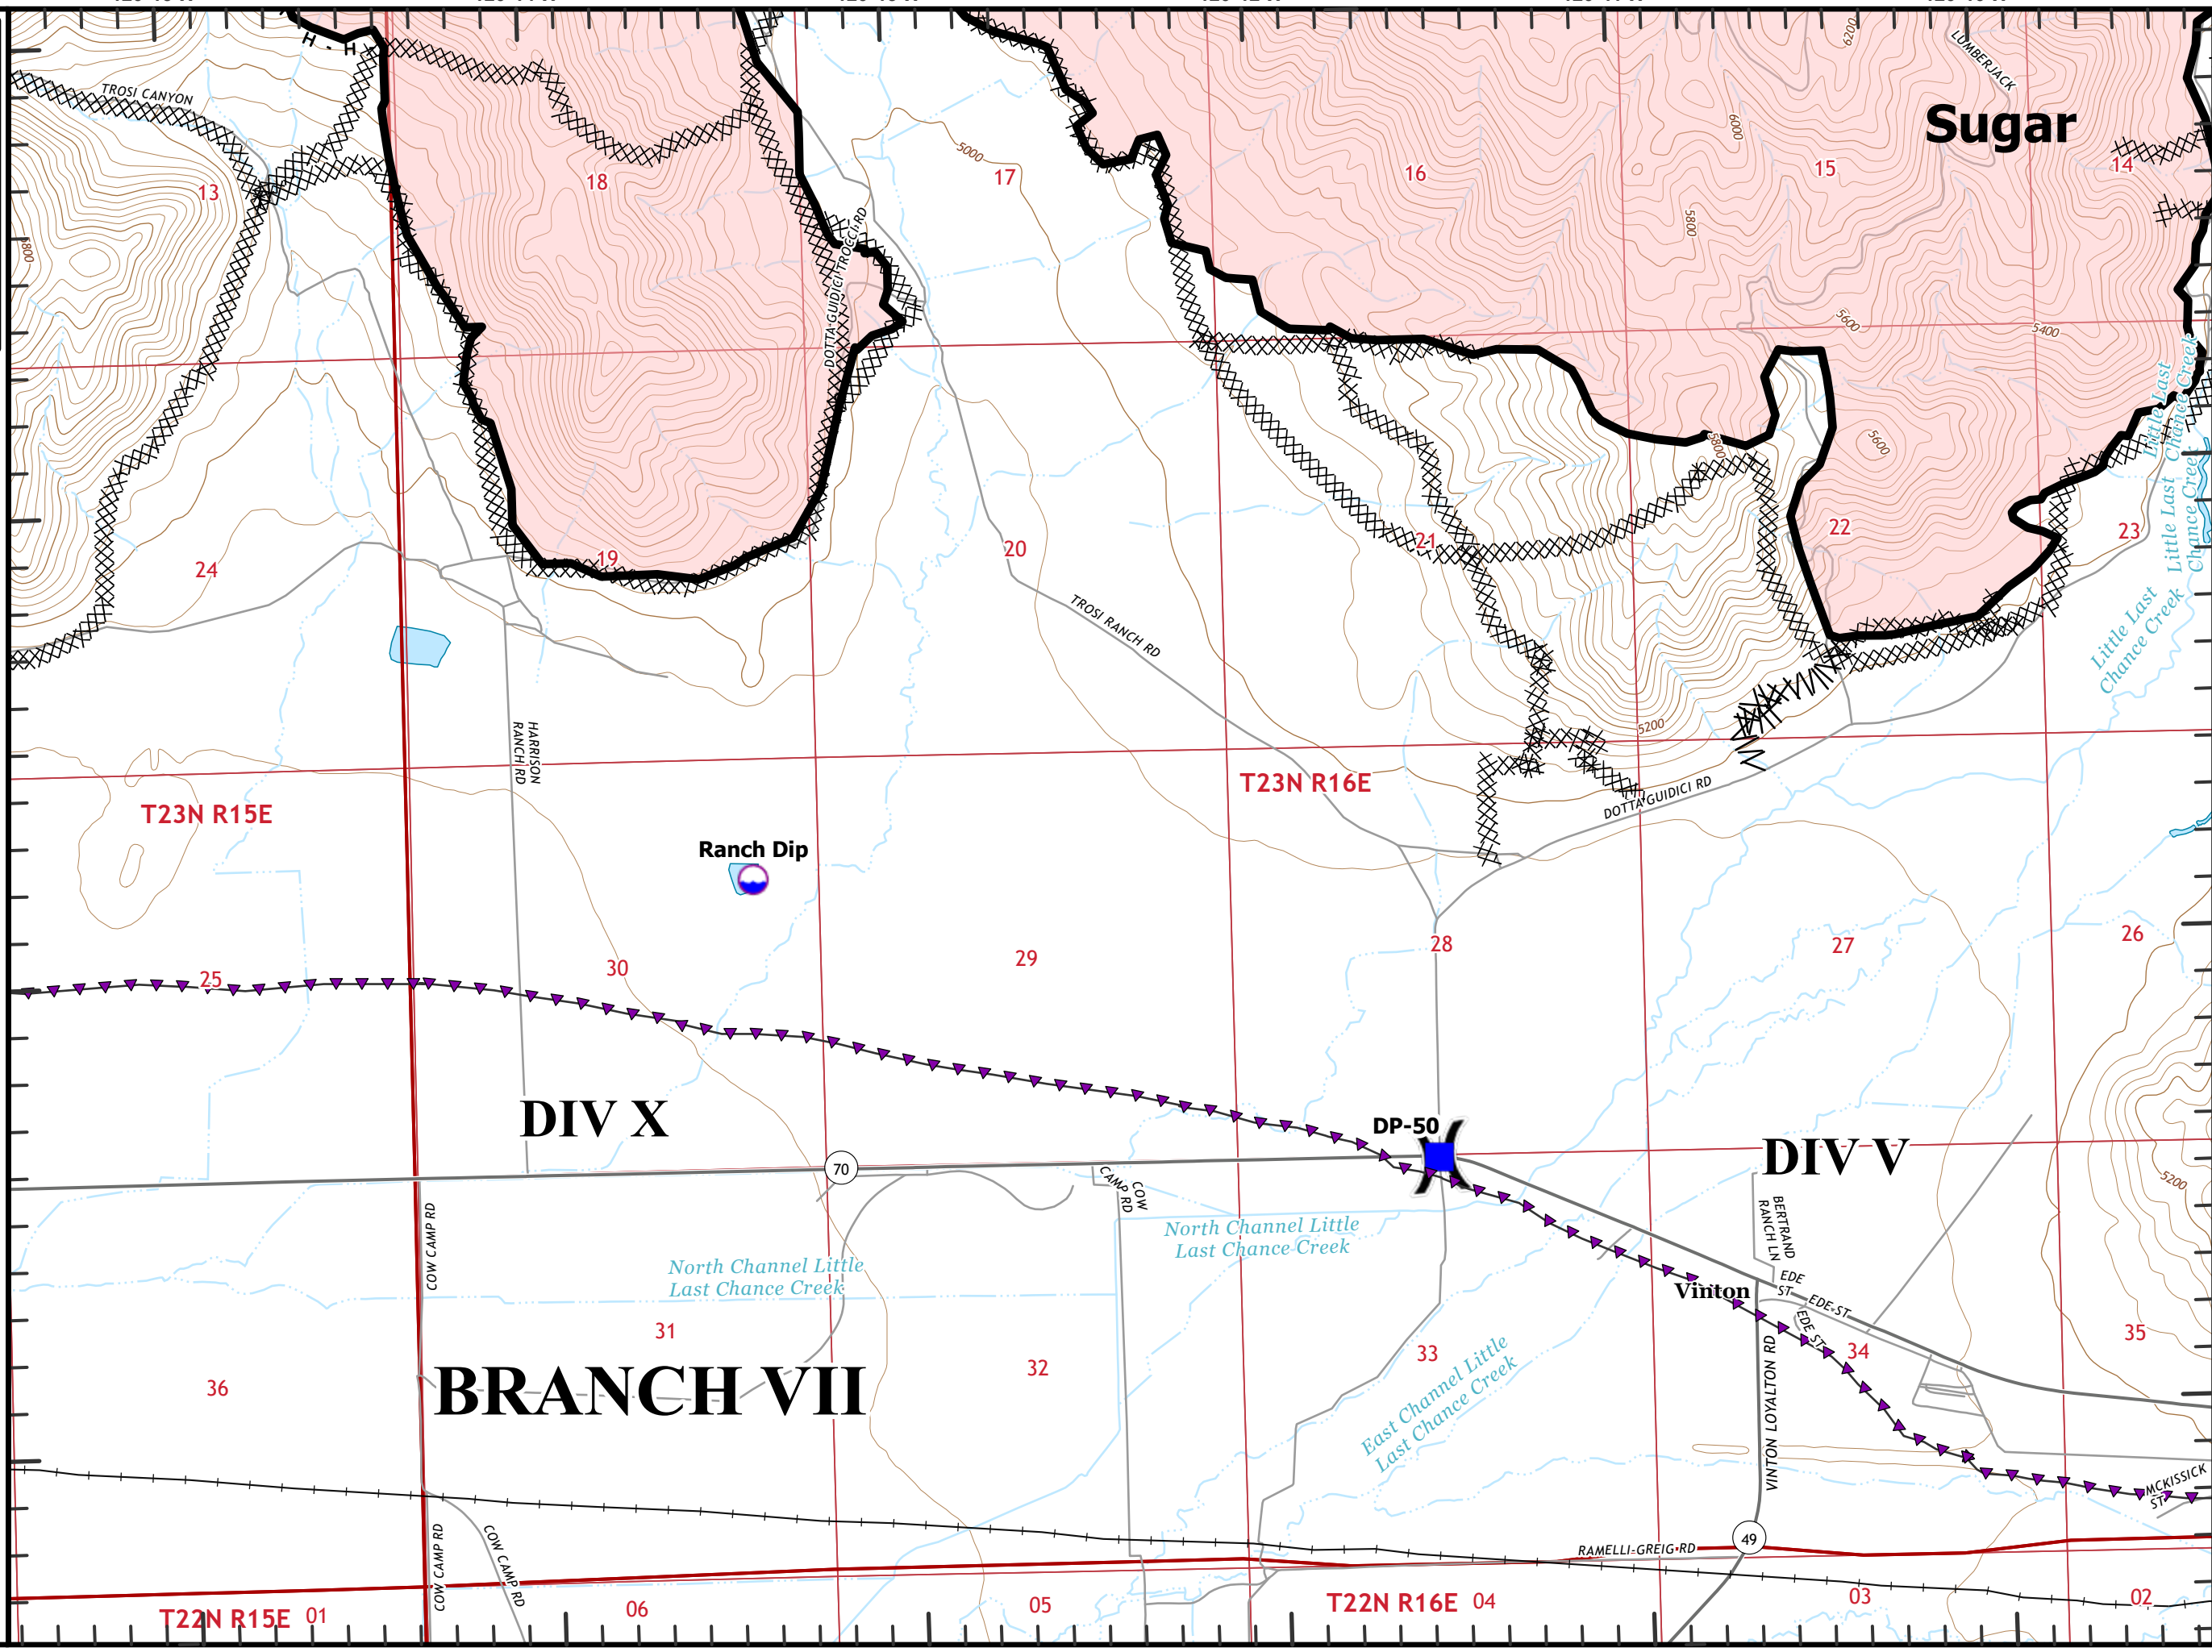 H - H
LUMBERJACK
6200
Sugar
TROSI CANYON
6000
5000
13
18
17
16
15
14
5800
5800
DOTTA GUIDICI TROCCI RD
5600
5400
Little Last
Chance Creek
5800
5600
19
20
21
22
23
24
Little Last
Chance Creek
TROSI RANCH RD
Little Last
Chance Creek
HARRISON
RANCH RD
5200
T23N R15E
T23N R16E
DOTTA GUIDICI RD
Ranch Dip
25
30
29
28
27
26
DIV X
DP-50
DIV V
70
COW
CAMP RD
5200
COW CAMP RD
North Channel Little
Last Chance Creek
North Channel Little
Last Chance Creek
BERTRAND
RANCH LN
EDE
ST
Vinton
EDE ST
EDE ST
31
32
33
34
35
36
BRANCH VII
East Channel Little
Last Chance Creek
VINTON LOYALTON RD
MCKISSICK
ST
COW CAMP RD
COW CAMP RD
RAMELLI-GREIG RD
49
T22N R15E
01
06
05
T22N R16E
04
03
02